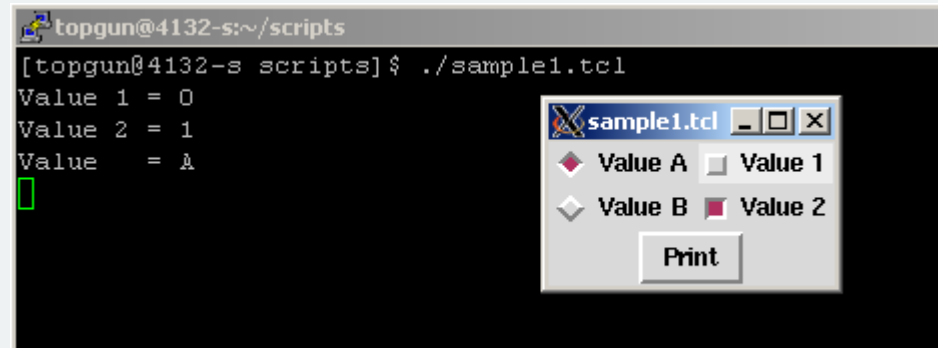 topgun@4132-s:~/scripts
[topgun@4132-s scripts]$ ./sample1.tcl
Value 1 = 0
Value 2 = 1
Value   = A
sample1.tcl
Value A Value 1
Value B Value 2
Print